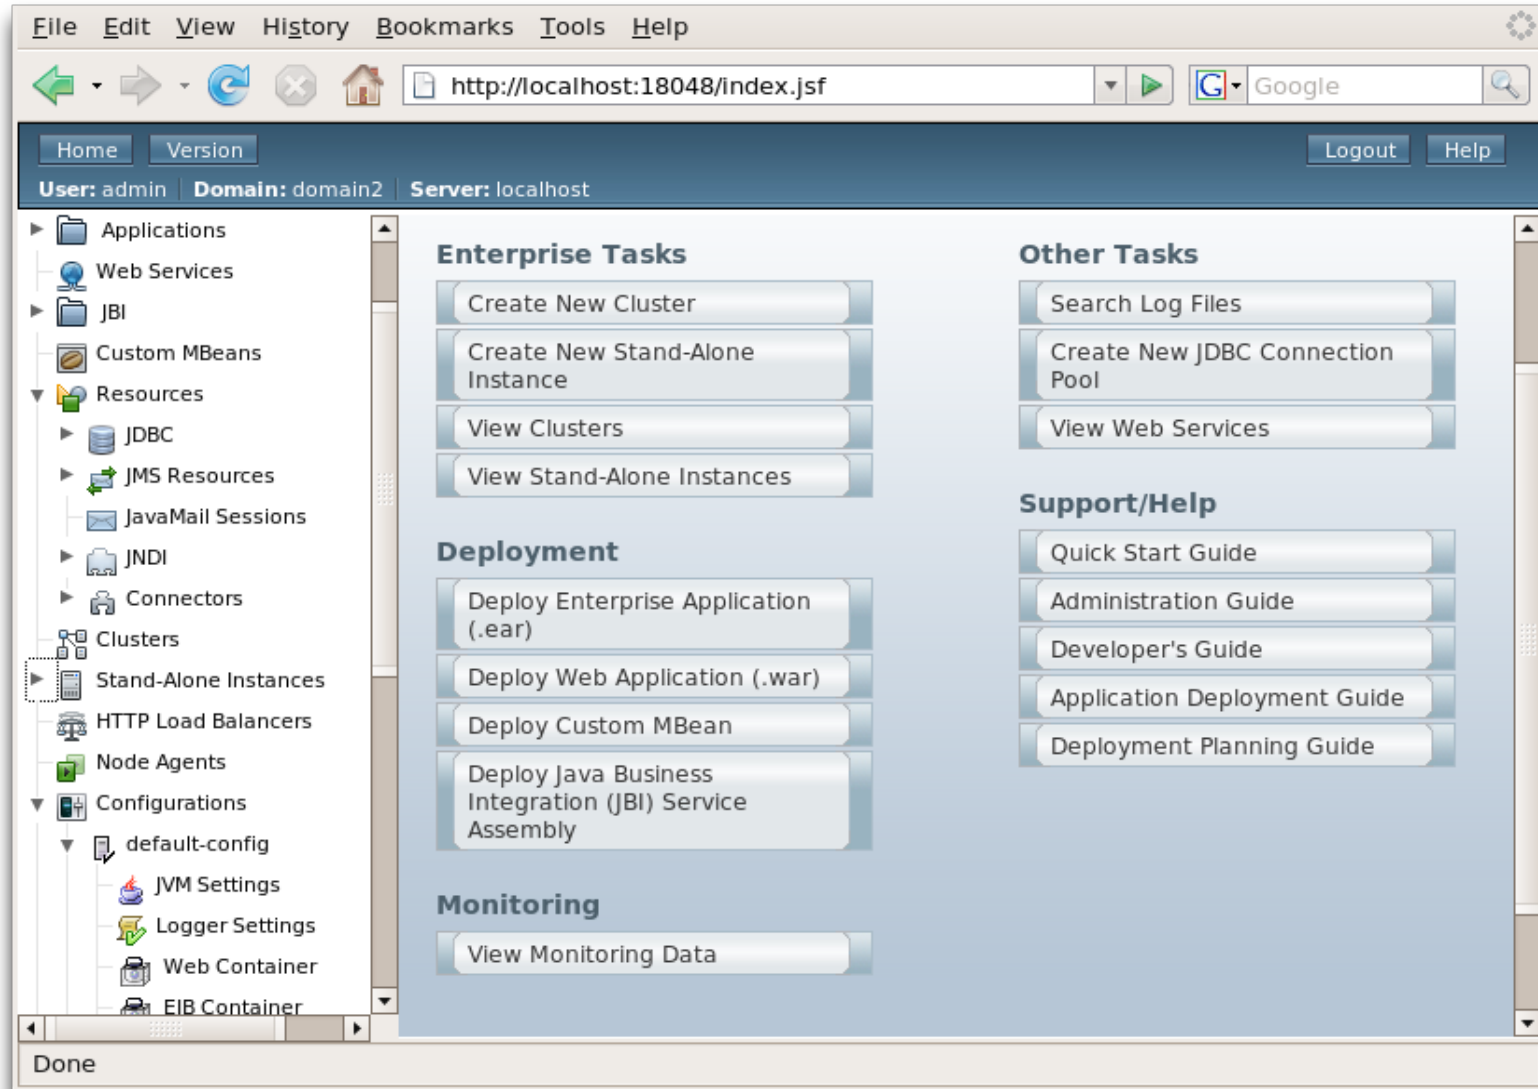 File Edit View History Bookmarks Tools Help
http://localhost:18048/index.jsf
Google
Home Version Logout Help
User: admin Domain: domain2 Server: localhost
Applications
Web Services
JBI
Custom MBeans
Resources
JDBC
JMS Resources
JavaMail Sessions
JNDI
Connectors
Clusters
Stand-Alone Instances
HTTP Load Balancers
Node Agents
Configurations
default-config
JVM Settings
Logger Settings
Web Container
EJB Container
Enterprise Tasks
Create New Cluster
Create New Stand-Alone
Instance
View Clusters
View Stand-Alone Instances
Deployment
Deploy Enterprise Application
(.ear)
Deploy Web Application (.war)
Deploy Custom MBean
Deploy Java Business
Integration (JBI) Service
Assembly
Monitoring
View Monitoring Data
Other Tasks
Search Log Files
Create New JDBC Connection
Pool
View Web Services
Support/Help
Quick Start Guide
Administration Guide
Developer's Guide
Application Deployment Guide
Deployment Planning Guide
Done